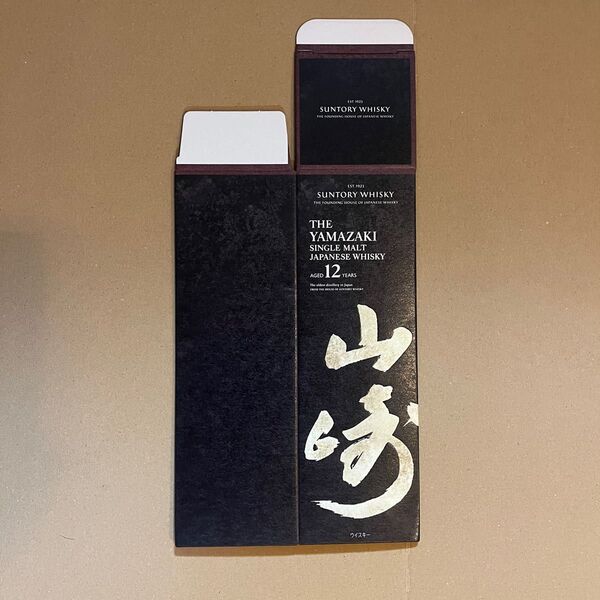 EST. 1923
SUNTORY WHISKY
THE FOUNDING HOUSE OF JAPANESE WHISKY
EST. 1923
SUNTORY WHISKY
THE FOUNDING HOUSE OF JAPANESE WHISKY
THE
YAMAZAKI
SINGLE MALT
JAPANESE WHISKY
AGED 12 YEARS
The oldest distillery in Japan
FROM THE HOUSE OF SUNTORY WHISKY
山
崎
ウイスキー